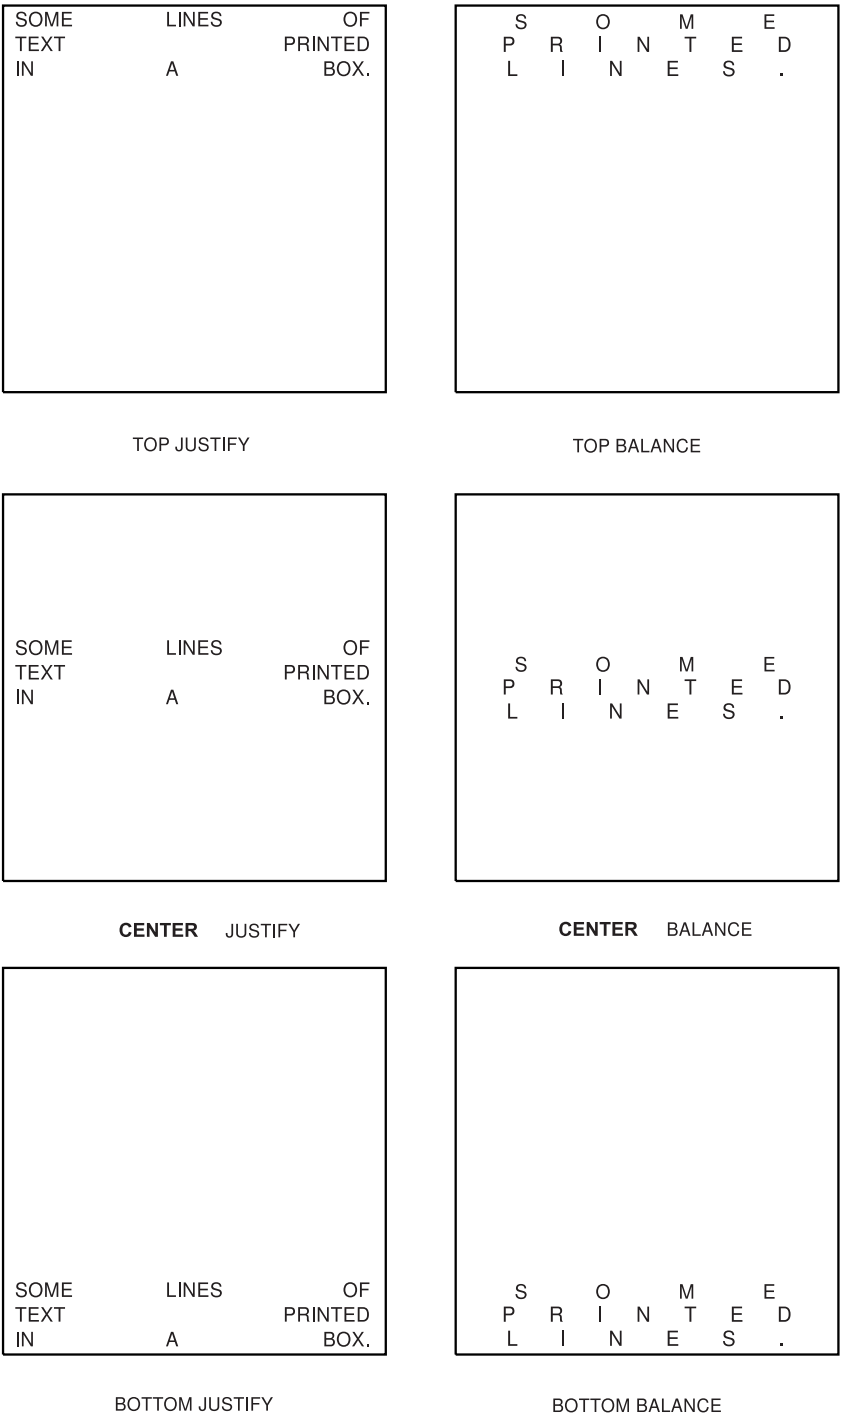 SOME LINES OF
TEXT PRINTED
IN A BOX.
S O M E
P R I N T E D
L I N E S .
TOP JUSTIFY
TOP BALANCE
SOME LINES OF
TEXT PRINTED
IN A BOX.
S O M E
P R I N T E D
L I N E S .
CENTER JUSTIFY
CENTER BALANCE
SOME LINES OF
TEXT PRINTED
IN A BOX.
S O M E
P R I N T E D
L I N E S .
BOTTOM JUSTIFY
BOTTOM BALANCE